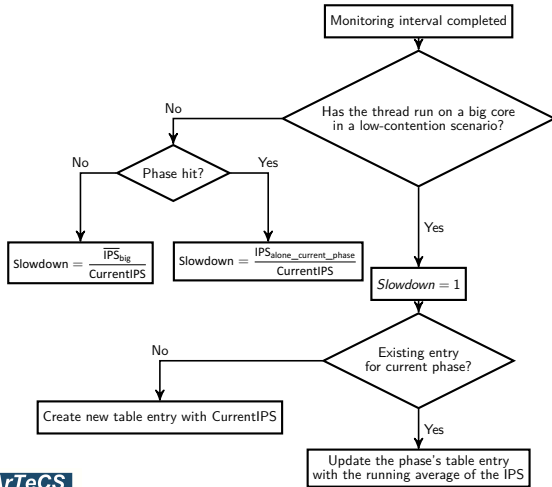 Monitoring interval completed
Has the thread run on a big core
in a low-contention scenario?
No
Phase hit?
No
Yes
Slowdown = IPS_big / CurrentIPS
Slowdown = IPS_alone_current_phase / CurrentIPS
Yes
Slowdown = 1
Existing entry
for current phase?
No
Create new table entry with CurrentIPS
Yes
Update the phase's table entry
with the running average of the IPS
rTeCS